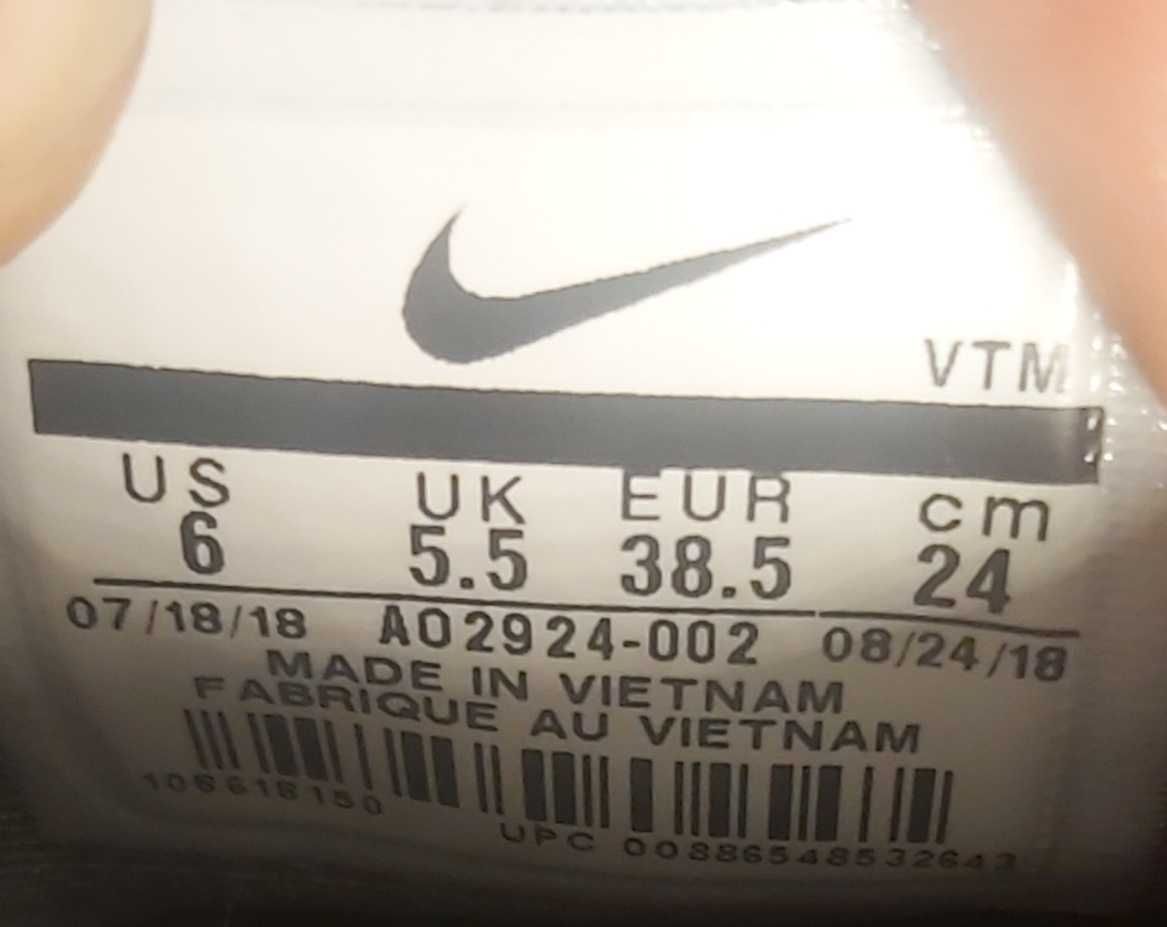 VTM
US UK EUR cm
6 5.5 38.5 24
07/18/18 AO2924-002 08/24/18
MADE IN VIETNAM
FABRIQUE AU VIETNAM
106618150
UPC 00886548532643